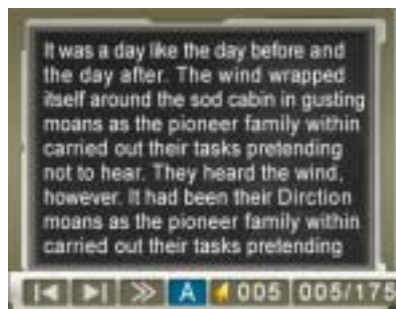 It was a day like the day before and
the day after. The wind wrapped
itself around the sod cabin in gusting
moans as the pioneer family within
carried out their tasks pretending
not to hear. They heard the wind,
however. It had been their Dirction
moans as the pioneer family within
carried out their tasks pretending
A 005 005/175